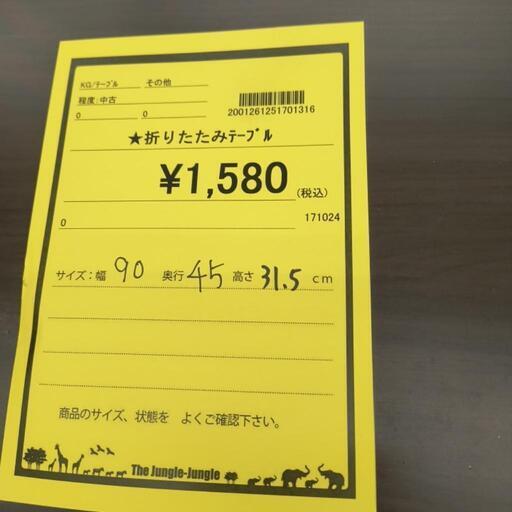 KG/ﾃｰﾌﾞﾙ その他
程度:中古
0 0
2001261251701316
★折りたたみﾃｰﾌﾞﾙ
¥1,580 (税込)
0 171024
サイズ:幅 90 奥行 45 高さ 31.5 cm
商品のサイズ、状態を よくご確認下さい。
The Jungle-Jungle